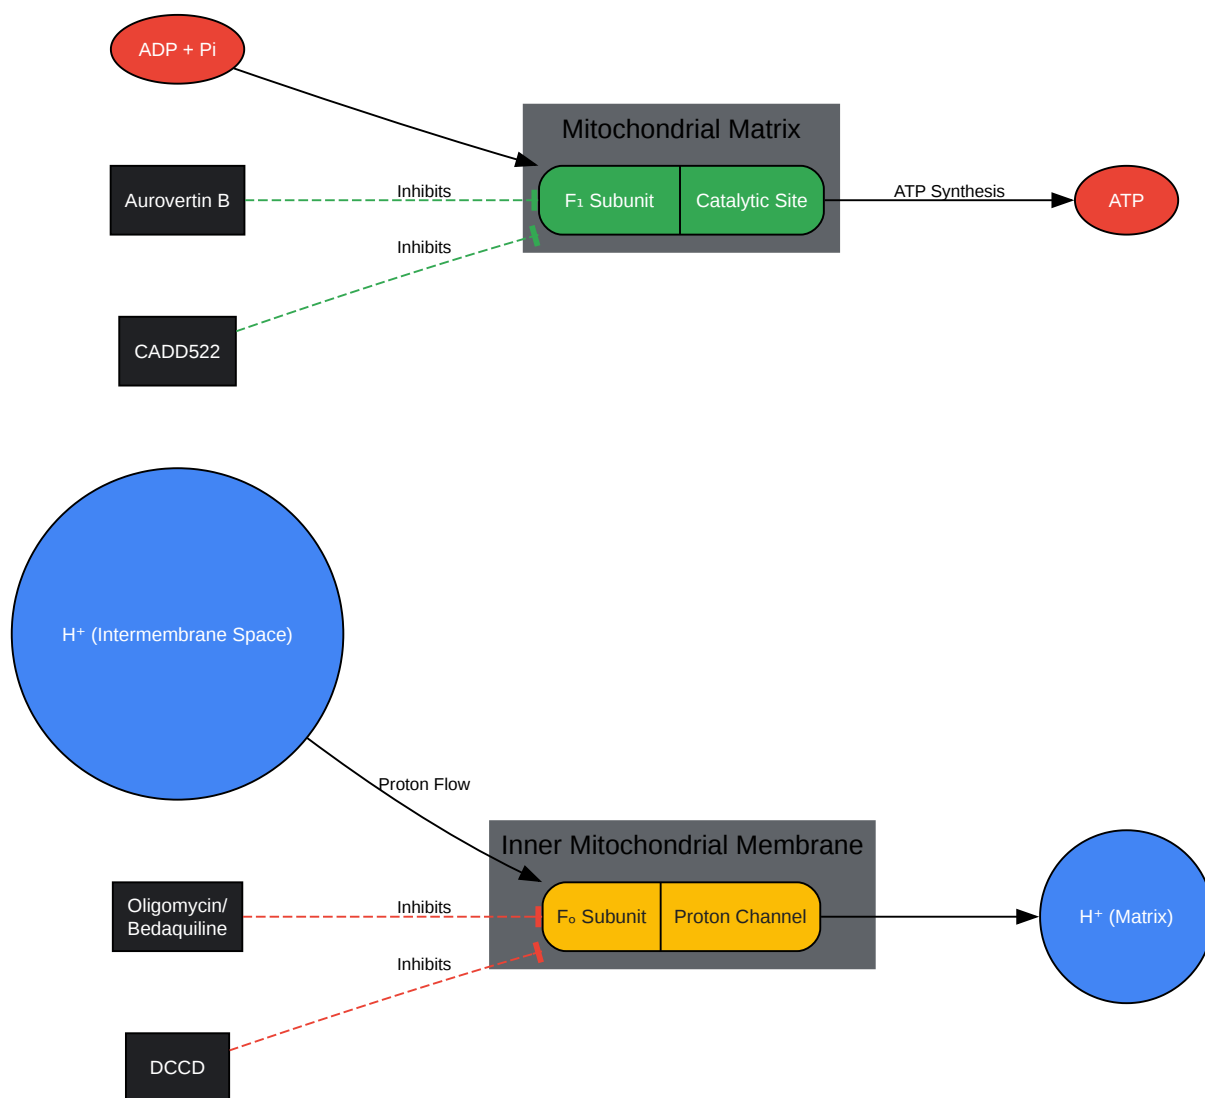 ADP + Pi
Mitochondrial Matrix
Aurovertin B
Inhibits
F₁ Subunit
Catalytic Site
ATP Synthesis
ATP
Inhibits
CADD522
H⁺ (Intermembrane Space)
Proton Flow
Inner Mitochondrial Membrane
Oligomycin/
Bedaquiline
Inhibits
Fₒ Subunit
Proton Channel
H⁺ (Matrix)
Inhibits
DCCD